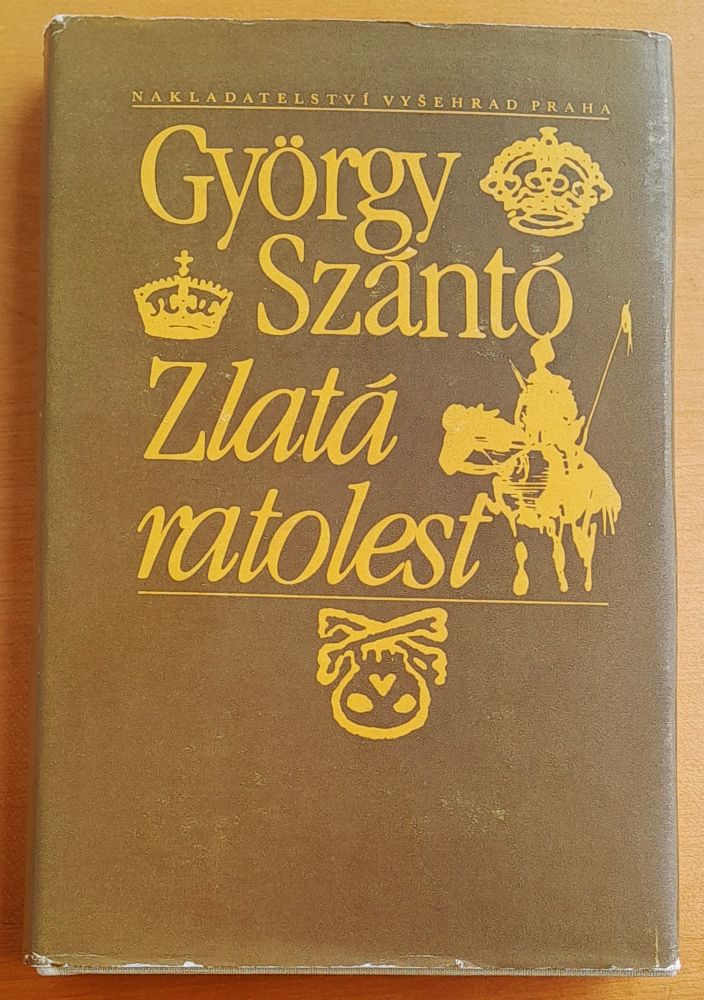 NAKLADATELSTVÍ VYŠEHRAD PRAHA
György
Szántó
Zlatá
ratolest